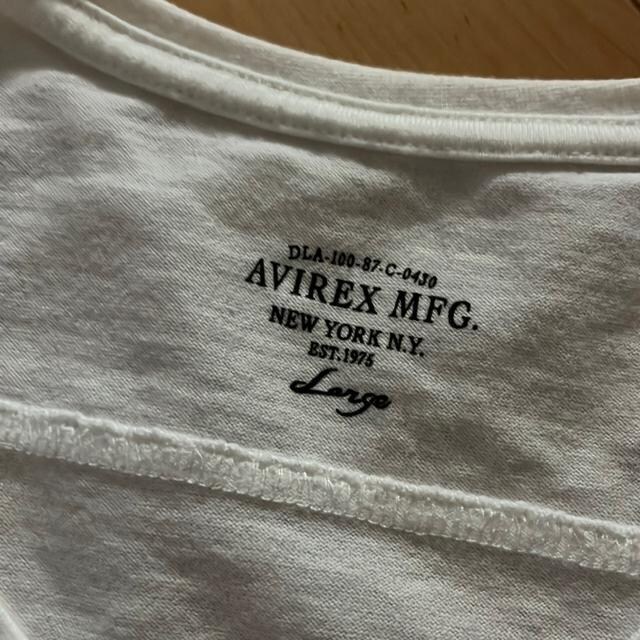 DLA-100-87-C-0430
AVIREX MFG.
NEW YORK N.Y.
EST.1975
Large